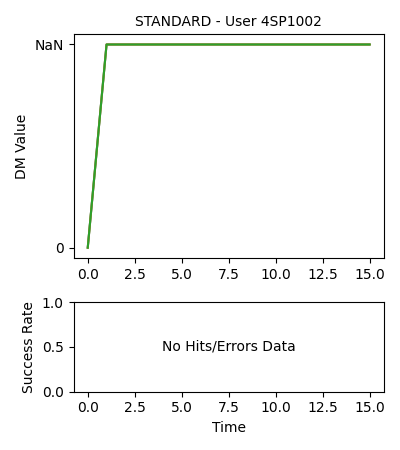 STANDARD - User 4SP1002
NaN
DM Value
0
0.0 2.5 5.0 7.5 10.0 12.5 15.0
1.0
Success Rate
0.5
No Hits/Errors Data
0.0
0.0 2.5 5.0 7.5 10.0 12.5 15.0
Time